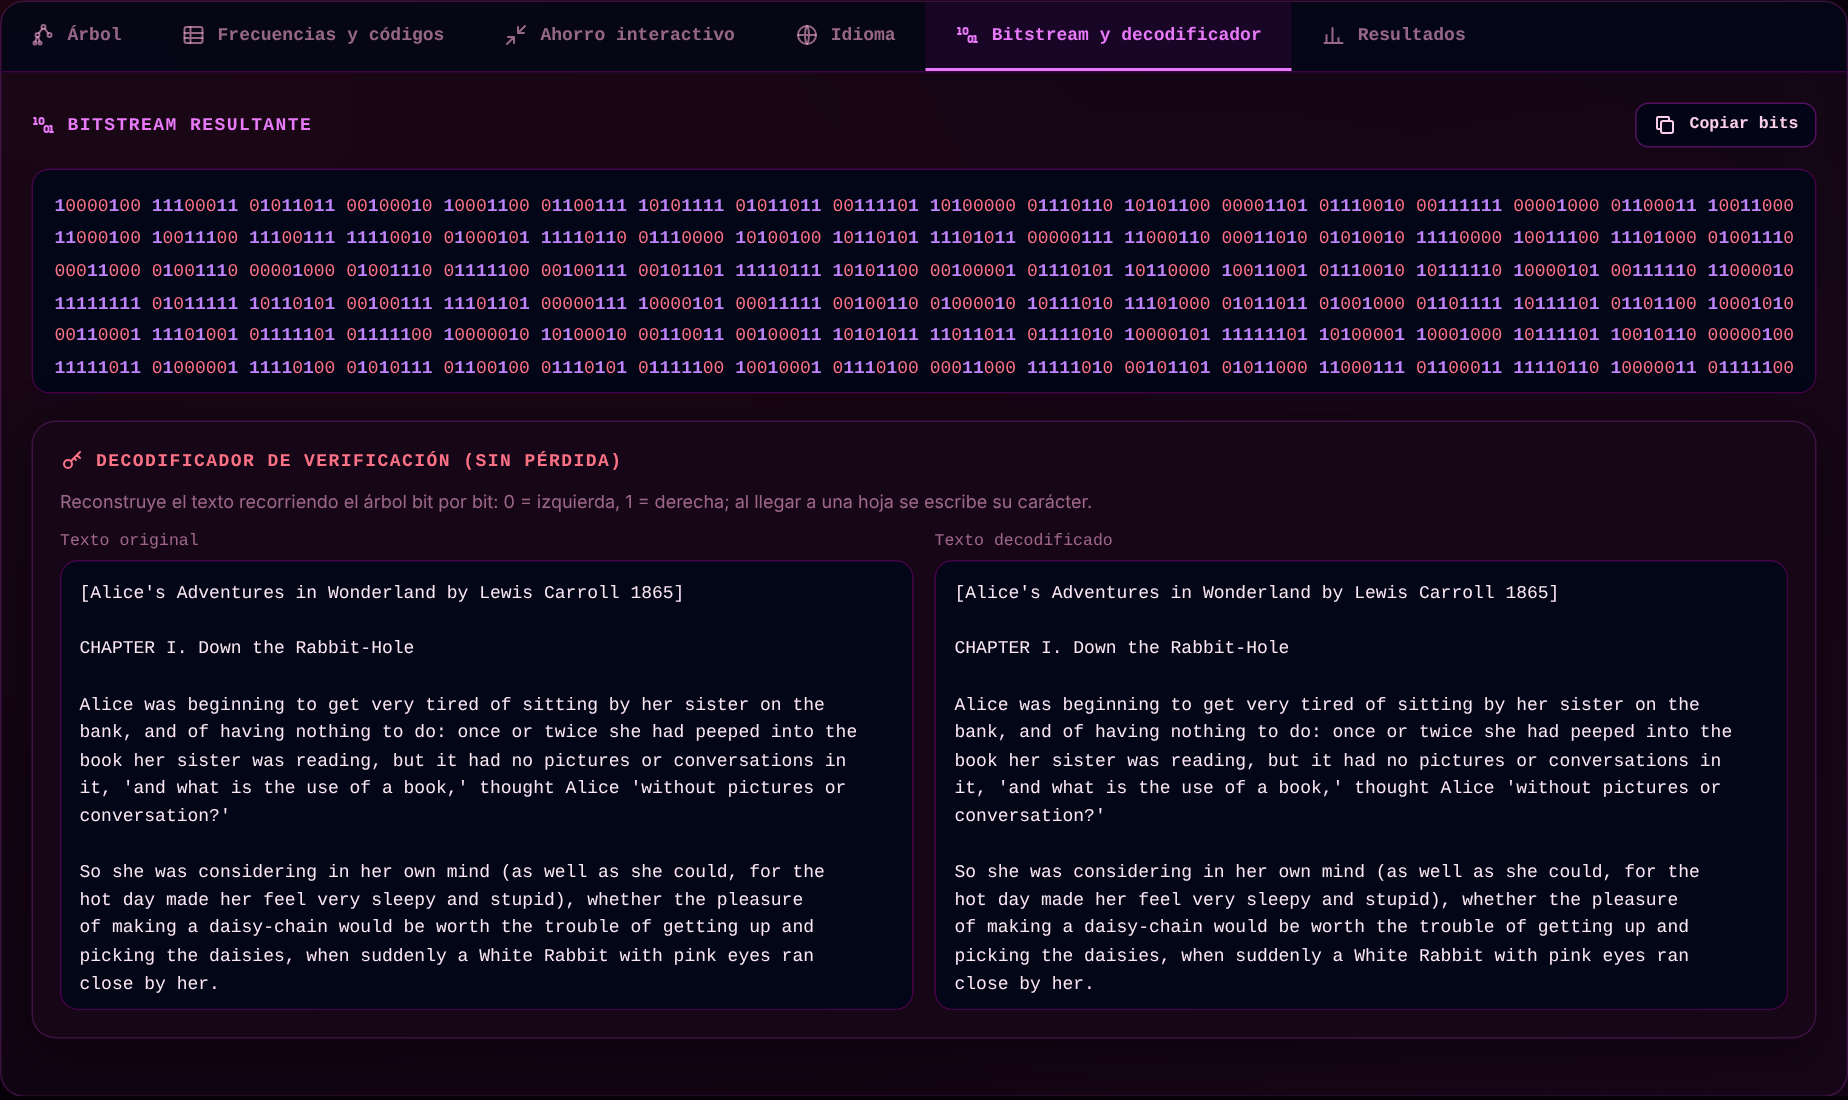 Árbol
Frecuencias y códigos
Ahorro interactivo
Idioma
Bitstream y decodificador
Resultados
BITSTREAM RESULTANTE
Copiar bits
10000100 11100011 01011011 00100010 10001100 01100111 10101111 01011011 00111101 10100000 01110110 10101100 00001101 01110010 00111111 00001000 01100011 10011000
11000100 10011100 11100111 11110010 01000101 11110110 01110000 10100100 10110101 11101011 00000111 11000110 00011010 01010010 11110000 10011100 11101000 01001110
00011000 01001110 00001000 01001110 01111100 00100111 00101101 11110111 10101100 00100001 01110101 10110000 10011001 01110010 10111110 10000101 00111110 11000010
11111111 01011111 10110101 00100111 11101101 00000111 10000101 00011111 00100110 01000010 10111010 11101000 01011011 01001000 01101111 10111101 01101100 10001010
00110001 11101001 01111101 01111100 10000010 10100010 00110011 00100011 10101011 11011011 01111010 10000101 11111101 10100001 10001000 10111101 10010110 00000100
11111011 01000001 11110100 01010111 01100100 01110101 01111100 10010001 01110100 00011000 11111010 00101101 01011000 11000111 01100011 11110110 10000011 01111100
DECODIFICADOR DE VERIFICACIÓN (SIN PÉRDIDA)
Reconstruye el texto recorriendo el árbol bit por bit: 0 = izquierda, 1 = derecha; al llegar a una hoja se escribe su carácter.
Texto original
[Alice's Adventures in Wonderland by Lewis Carroll 1865]
CHAPTER I. Down the Rabbit-Hole
Alice was beginning to get very tired of sitting by her sister on the
bank, and of having nothing to do: once or twice she had peeped into the
book her sister was reading, but it had no pictures or conversations in
it, 'and what is the use of a book,' thought Alice 'without pictures or
conversation?'
So she was considering in her own mind (as well as she could, for the
hot day made her feel very sleepy and stupid), whether the pleasure
of making a daisy-chain would be worth the trouble of getting up and
picking the daisies, when suddenly a White Rabbit with pink eyes ran
close by her.
Texto decodificado
[Alice's Adventures in Wonderland by Lewis Carroll 1865]
CHAPTER I. Down the Rabbit-Hole
Alice was beginning to get very tired of sitting by her sister on the
bank, and of having nothing to do: once or twice she had peeped into the
book her sister was reading, but it had no pictures or conversations in
it, 'and what is the use of a book,' thought Alice 'without pictures or
conversation?'
So she was considering in her own mind (as well as she could, for the
hot day made her feel very sleepy and stupid), whether the pleasure
of making a daisy-chain would be worth the trouble of getting up and
picking the daisies, when suddenly a White Rabbit with pink eyes ran
close by her.